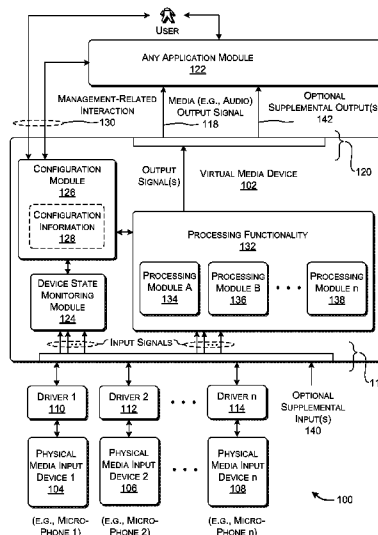 USER
ANY APPLICATION MODULE
122
MANAGEMENT-RELATED
INTERACTION
130
MEDIA (E.G., AUDIO)
OUTPUT SIGNAL
118
OPTIONAL
SUPPLEMENTAL OUTPUT(S)
142
120
CONFIGURATION
MODULE
126
CONFIGURATION
INFORMATION
128
OUTPUT
SIGNAL(S)
VIRTUAL MEDIA DEVICE
102
PROCESSING FUNCTIONALITY
132
PROCESSING
MODULE A
134
PROCESSING
MODULE B
136
PROCESSING
MODULE n
138
DEVICE STATE
MONITORING
MODULE
124
INPUT SIGNALS
DRIVER 1
110
DRIVER 2
112
DRIVER n
114
OPTIONAL
SUPPLEMENTAL
INPUT(S)
140
PHYSICAL
MEDIA INPUT
DEVICE 1
104
PHYSICAL
MEDIA INPUT
DEVICE 2
106
PHYSICAL
MEDIA INPUT
DEVICE n
108
100
(E.G., MICRO-
PHONE 1)
(E.G., MICRO-
PHONE 2)
(E.G., MICRO-
PHONE n)